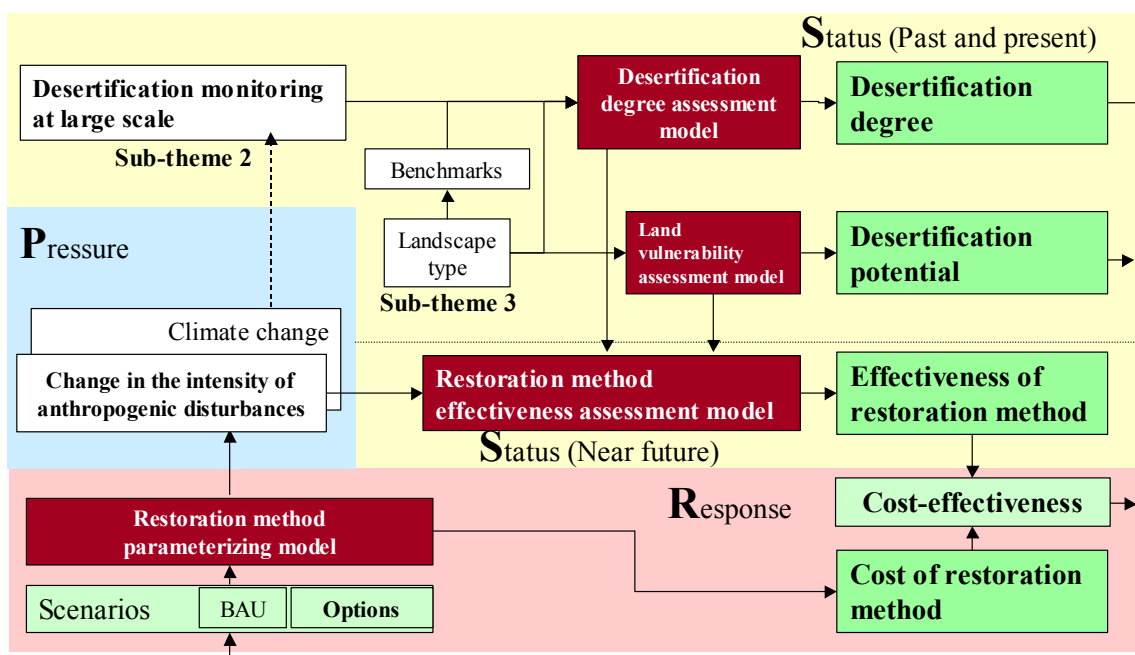 Status (Past and present)
Desertification monitoring
at large scale
Sub-theme 2
Desertification
degree assessment
model
Desertification
degree
Benchmarks
Pressure
Landscape
type
Sub-theme 3
Land
vulnerability
assessment model
Desertification
potential
Climate change
Change in the intensity of
anthropogenic disturbances
Restoration method
effectiveness assessment model
Effectiveness of
restoration method
Status (Near future)
Response
Cost-effectiveness
Restoration method
parameterizing model
Cost of restoration
method
Scenarios
BAU
Options